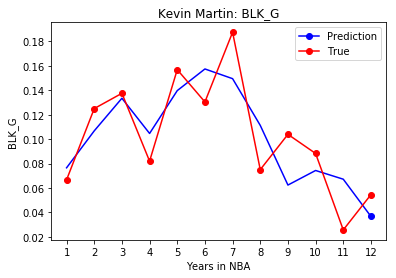 Kevin Martin: BLK_G
Prediction
True
0.18
0.16
0.14
0.12
0.10
0.08
0.06
0.04
0.02
BLK_G
1 2 3 4 5 6 7 8 9 10 11 12
Years in NBA